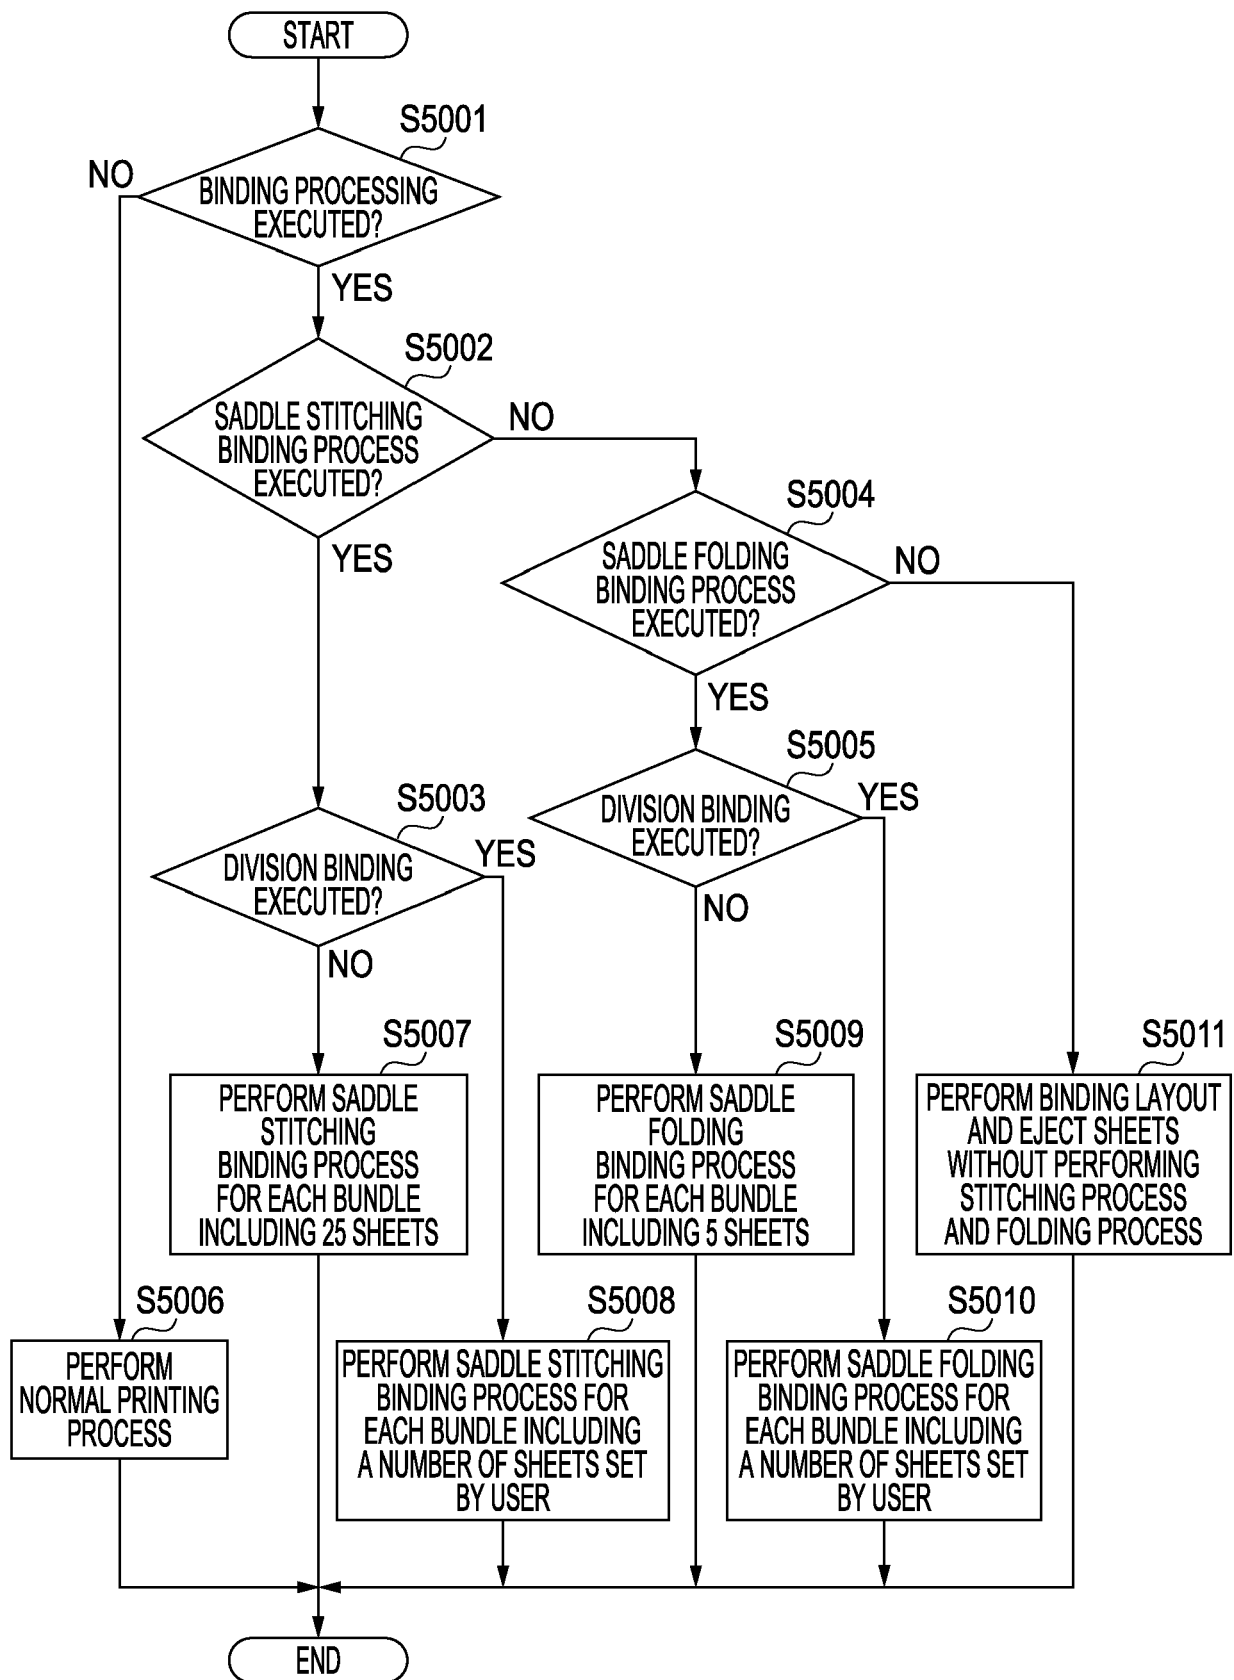 START
S5001
NO
BINDING PROCESSING
EXECUTED?
YES
S5002
SADDLE STITCHING
BINDING PROCESS
EXECUTED?
NO
YES
S5004
SADDLE FOLDING
BINDING PROCESS
EXECUTED?
NO
YES
S5005
DIVISION BINDING
EXECUTED?
YES
NO
S5003
DIVISION BINDING
EXECUTED?
YES
NO
S5007
PERFORM SADDLE
STITCHING
BINDING PROCESS
FOR EACH BUNDLE
INCLUDING 25 SHEETS
S5009
PERFORM SADDLE
FOLDING
BINDING PROCESS
FOR EACH BUNDLE
INCLUDING 5 SHEETS
S5011
PERFORM BINDING LAYOUT
AND EJECT SHEETS
WITHOUT PERFORMING
STITCHING PROCESS
AND FOLDING PROCESS
S5006
PERFORM
NORMAL PRINTING
PROCESS
S5008
PERFORM SADDLE STITCHING
BINDING PROCESS FOR
EACH BUNDLE INCLUDING
A NUMBER OF SHEETS SET
BY USER
S5010
PERFORM SADDLE FOLDING
BINDING PROCESS FOR
EACH BUNDLE INCLUDING
A NUMBER OF SHEETS SET
BY USER
END